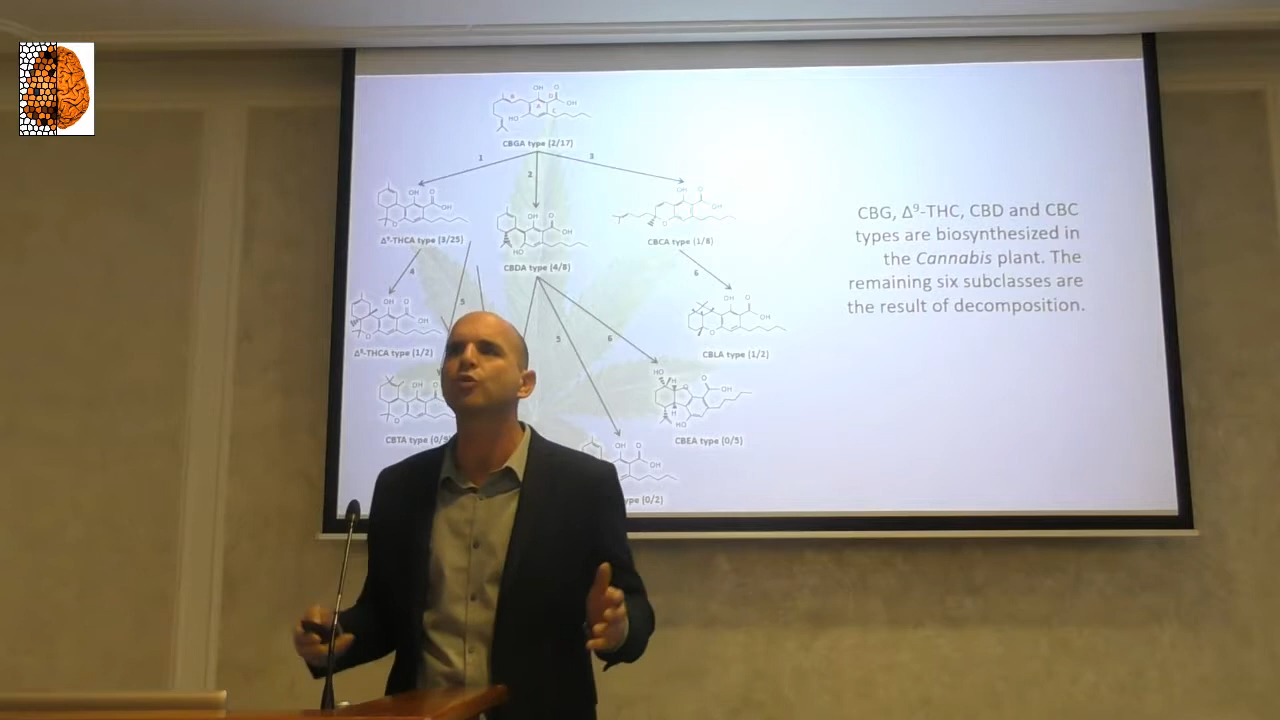 CBGA type (2/17)
1
2
3
Δ⁹-THCA type (3/25)
CBDA type (4/8)
CBCA type (1/8)
4
5
6
Δ⁸-THCA type (1/2)
5
6
CBLA type (1/2)
CBTA type (0/9)
CBEA type (0/5)
type (0/2)
CBG, Δ⁹-THC, CBD and CBC
types are biosynthesized in
the Cannabis plant. The
remaining six subclasses are
the result of decomposition.